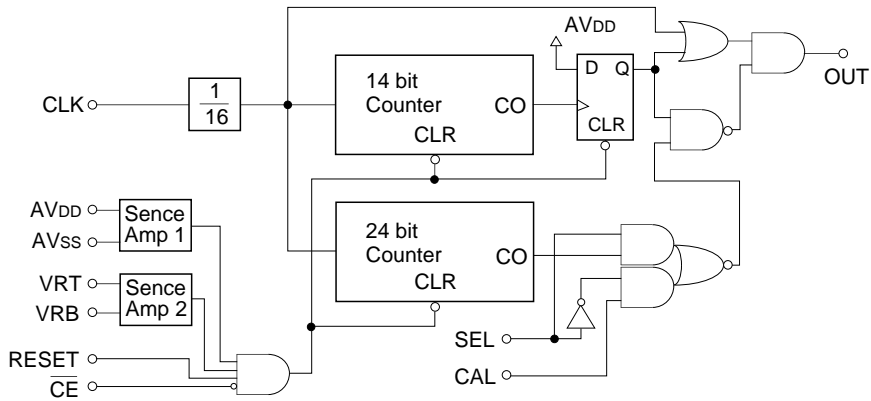 AVDD
D Q
CLR
OUT
CLK
1
16
14 bit
Counter
CO
CLR
AVDD
AVSS
Sence
Amp 1
24 bit
Counter
CO
CLR
VRT
VRB
Sence
Amp 2
SEL
RESET
CE
CAL